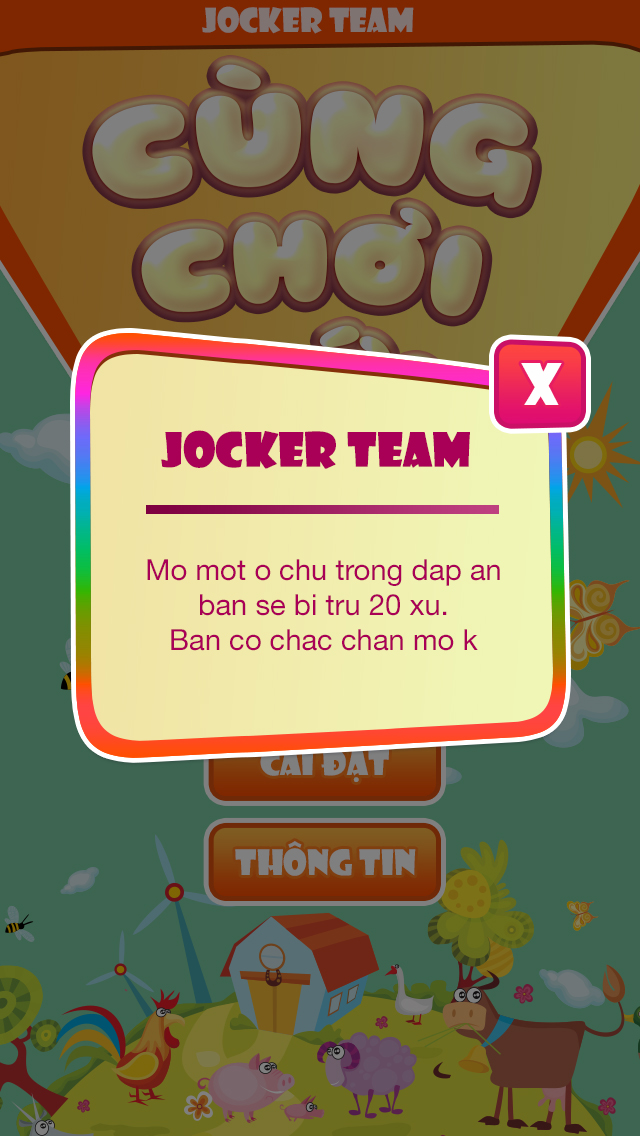 JOCKER TEAM
CÙNG
CHƠI
X
JOCKER TEAM
Mo mot o chu trong dap an
ban se bi tru 20 xu.
Ban co chac chan mo k
CÀI ĐẶT
THÔNG TIN